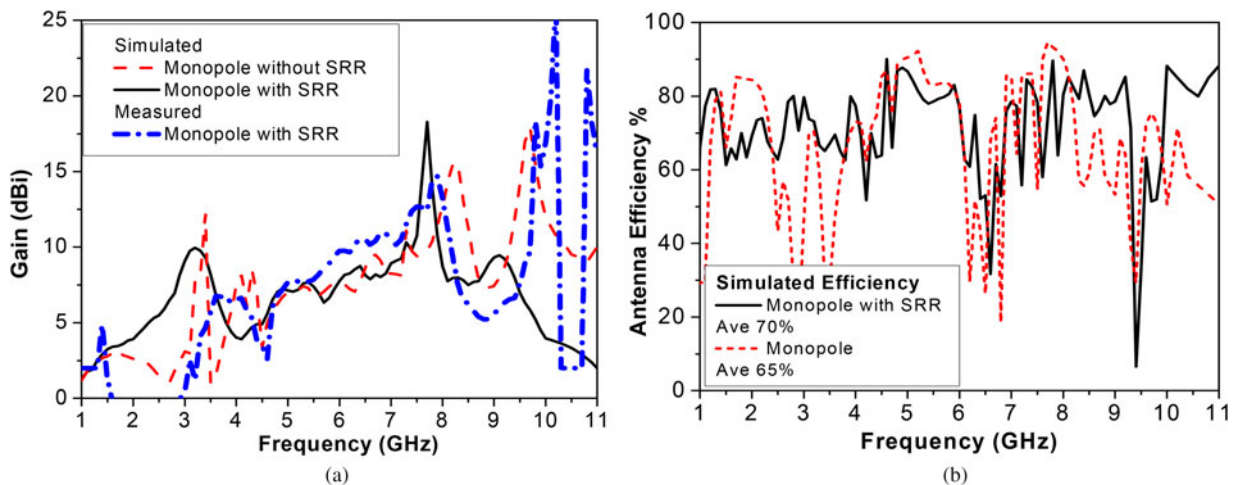 25
20
15
10
5
0
Gain (dBi)
Simulated
Monopole without SRR
Monopole with SRR
Measured
Monopole with SRR
1 2 3 4 5 6 7 8 9 10 11
Frequency (GHz)
(a)
100
80
60
40
20
0
Antenna Efficiency %
Simulated Efficiency
Monopole with SRR
Ave 70%
Monopole
Ave 65%
1 2 3 4 5 6 7 8 9 10 11
Frequency (GHz)
(b)